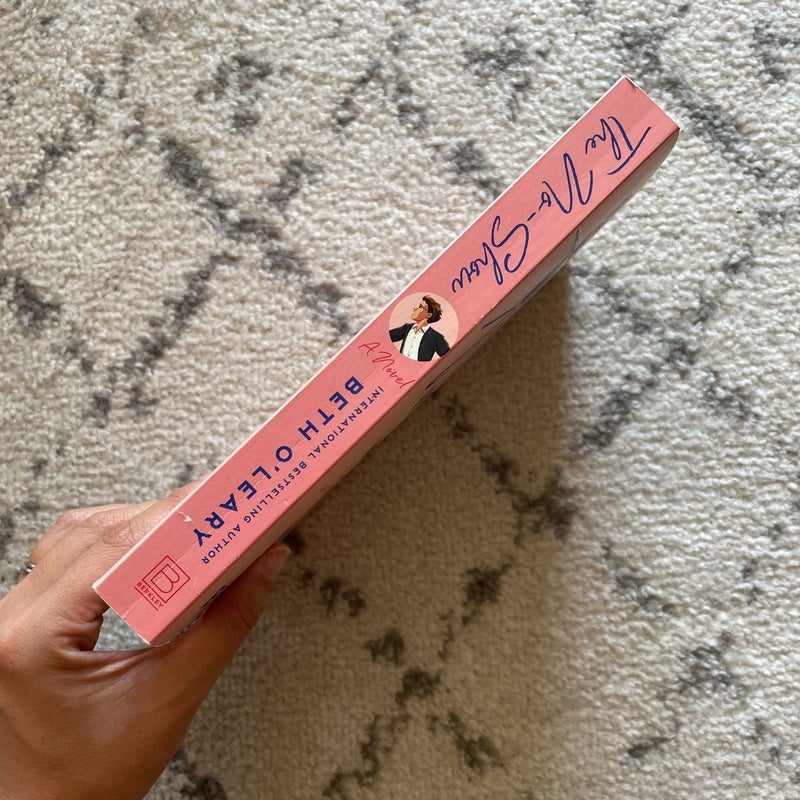 The No-Show
A Novel
INTERNATIONAL BESTSELLING AUTHOR
BETH O'LEARY
B
BERKLEY